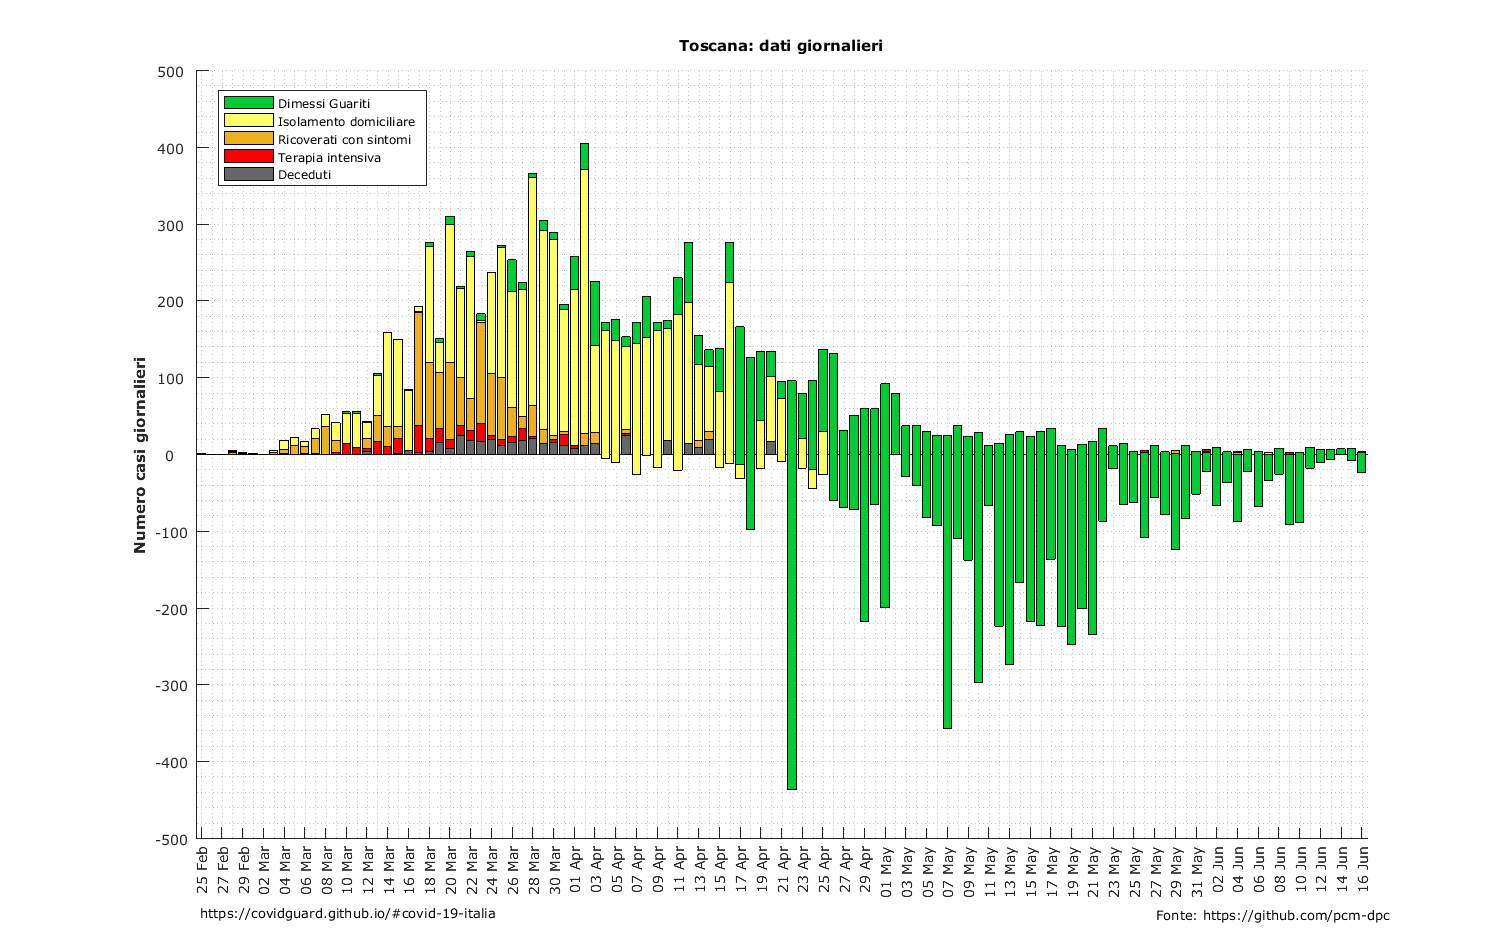 Toscana: dati giornalieri
500
400
300
200
100
0
-100
-200
-300
-400
-500
Numero casi giornalieri
Dimessi Guariti
Isolamento domiciliare
Ricoverati con sintomi
Terapia intensiva
Deceduti
25 Feb
27 Feb
29 Feb
02 Mar
04 Mar
06 Mar
08 Mar
10 Mar
12 Mar
14 Mar
16 Mar
18 Mar
20 Mar
22 Mar
24 Mar
26 Mar
28 Mar
30 Mar
01 Apr
03 Apr
05 Apr
07 Apr
09 Apr
11 Apr
13 Apr
15 Apr
17 Apr
19 Apr
21 Apr
23 Apr
25 Apr
27 Apr
29 Apr
01 May
03 May
05 May
07 May
09 May
11 May
13 May
15 May
17 May
19 May
21 May
23 May
25 May
27 May
29 May
31 May
02 Jun
04 Jun
06 Jun
08 Jun
10 Jun
12 Jun
14 Jun
16 Jun
https://covidguard.github.io/#covid-19-italia
Fonte: https://github.com/pcm-dpc